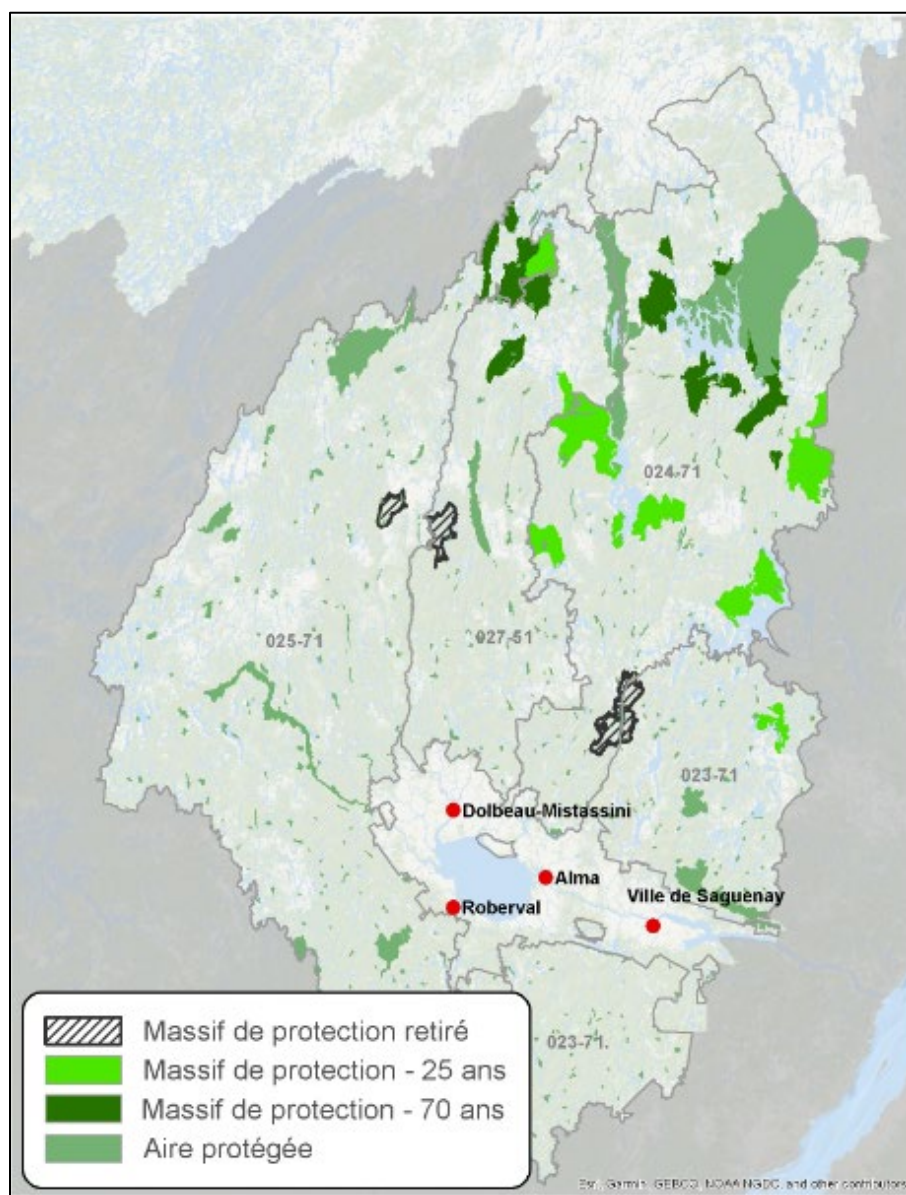 024-71
025-71
027-51
023-71
Dolbeau-Mistassini
Alma
Ville de Saguenay
Roberval
023-71
Massif de protection retiré
Massif de protection - 25 ans
Massif de protection - 70 ans
Aire protégée
Esri, Garmin, GEBCO, NOAA NGDC, and other contributors